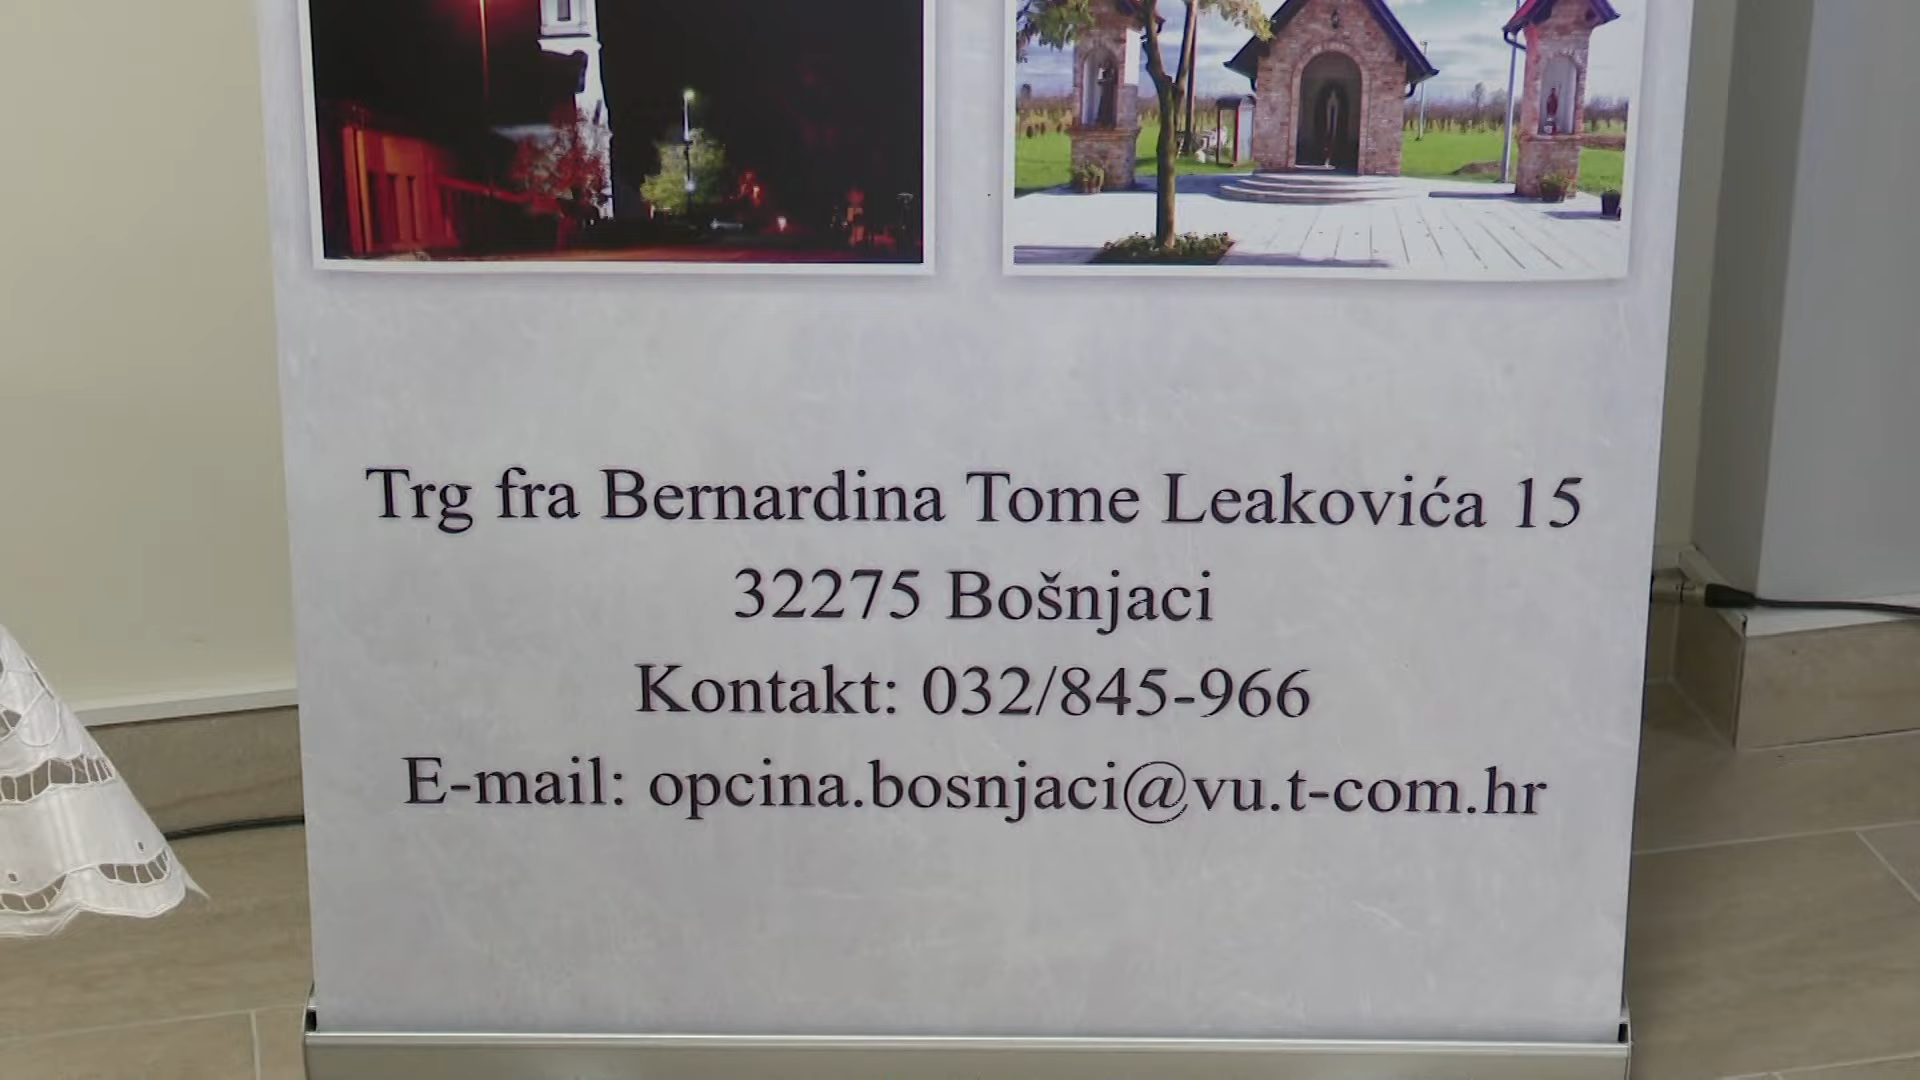 Trg fra Bernardina Tome Leakovića 15
32275 Bošnjaci
Kontakt: 032/845-966
E-mail: opcina.bosnjaci@vu.t-com.hr